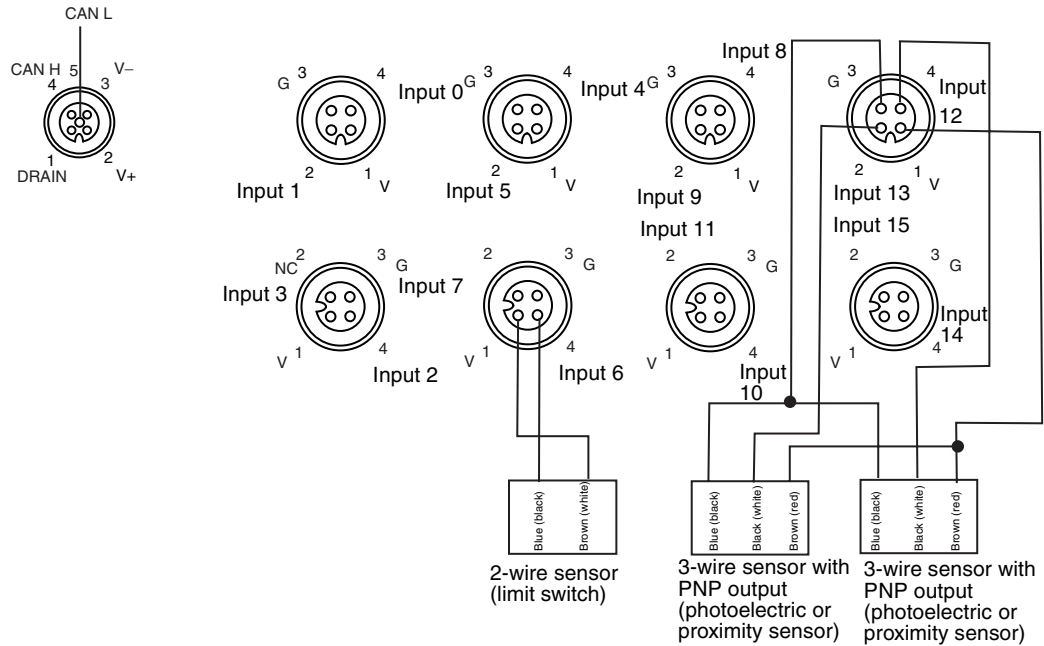 CAN L
CAN H 5 V–
4 3
1 2
DRAIN V+
G 3 4
Input 0
2 1 V
Input 1
G 3 4
Input 4
2 1 V
Input 5
Input 8
G 3 4
2 1 V
Input 9
G 3 4
Input
12
2 1 V
Input 13
Input 11
Input 15
NC 2 3 G
Input 3
V 1 4
Input 2
Input 7
2 3 G
V 1 4
Input 6
2 3 G
V 1 4
Input
10
2 3 G
Input
14
V 1 4
Blue (black)
Brown (white)
2-wire sensor
(limit switch)
Blue (black)
Black (white)
Brown (red)
3-wire sensor with
PNP output
(photoelectric or
proximity sensor)
Blue (black)
Black (white)
Brown (red)
3-wire sensor with
PNP output
(photoelectric or
proximity sensor)